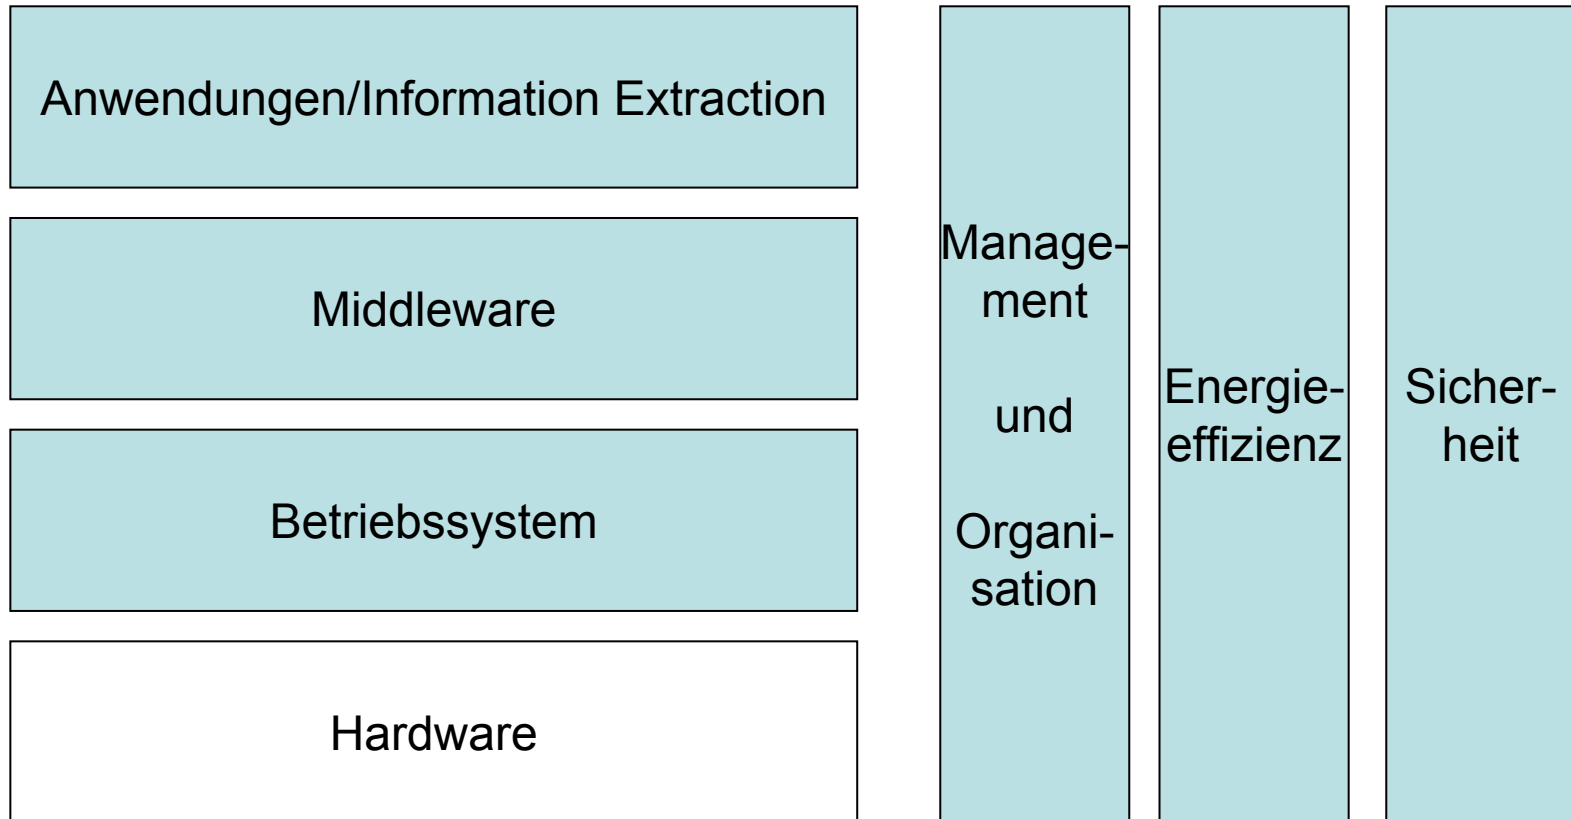 Anwendungen/Information Extraction
Middleware
Betriebssystem
Hardware
Manage-
ment
und
Organi-
sation
Energie-
effizienz
Sicher-
heit